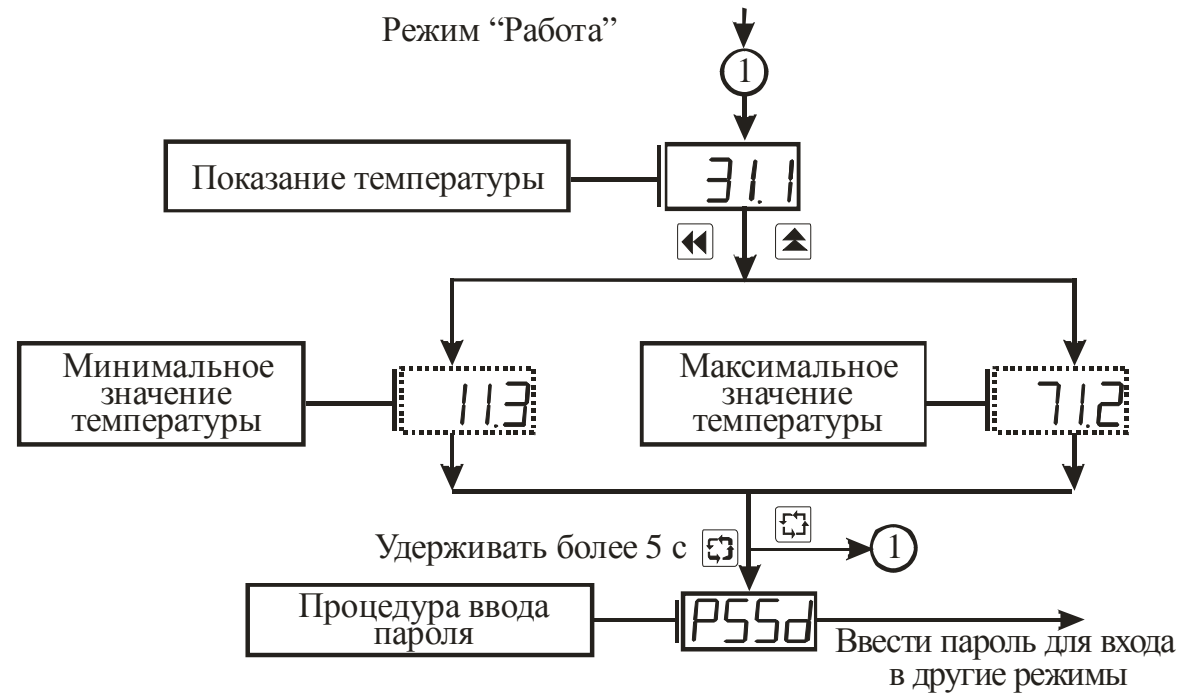 Режим “Работа”
1
Показание температуры
31.1
Минимальное
значение
температуры
11.3
Максимальное
значение
температуры
71.2
Удерживать более 5 с
1
Процедура ввода
пароля
PSSd
Ввести пароль для входа
в другие режимы